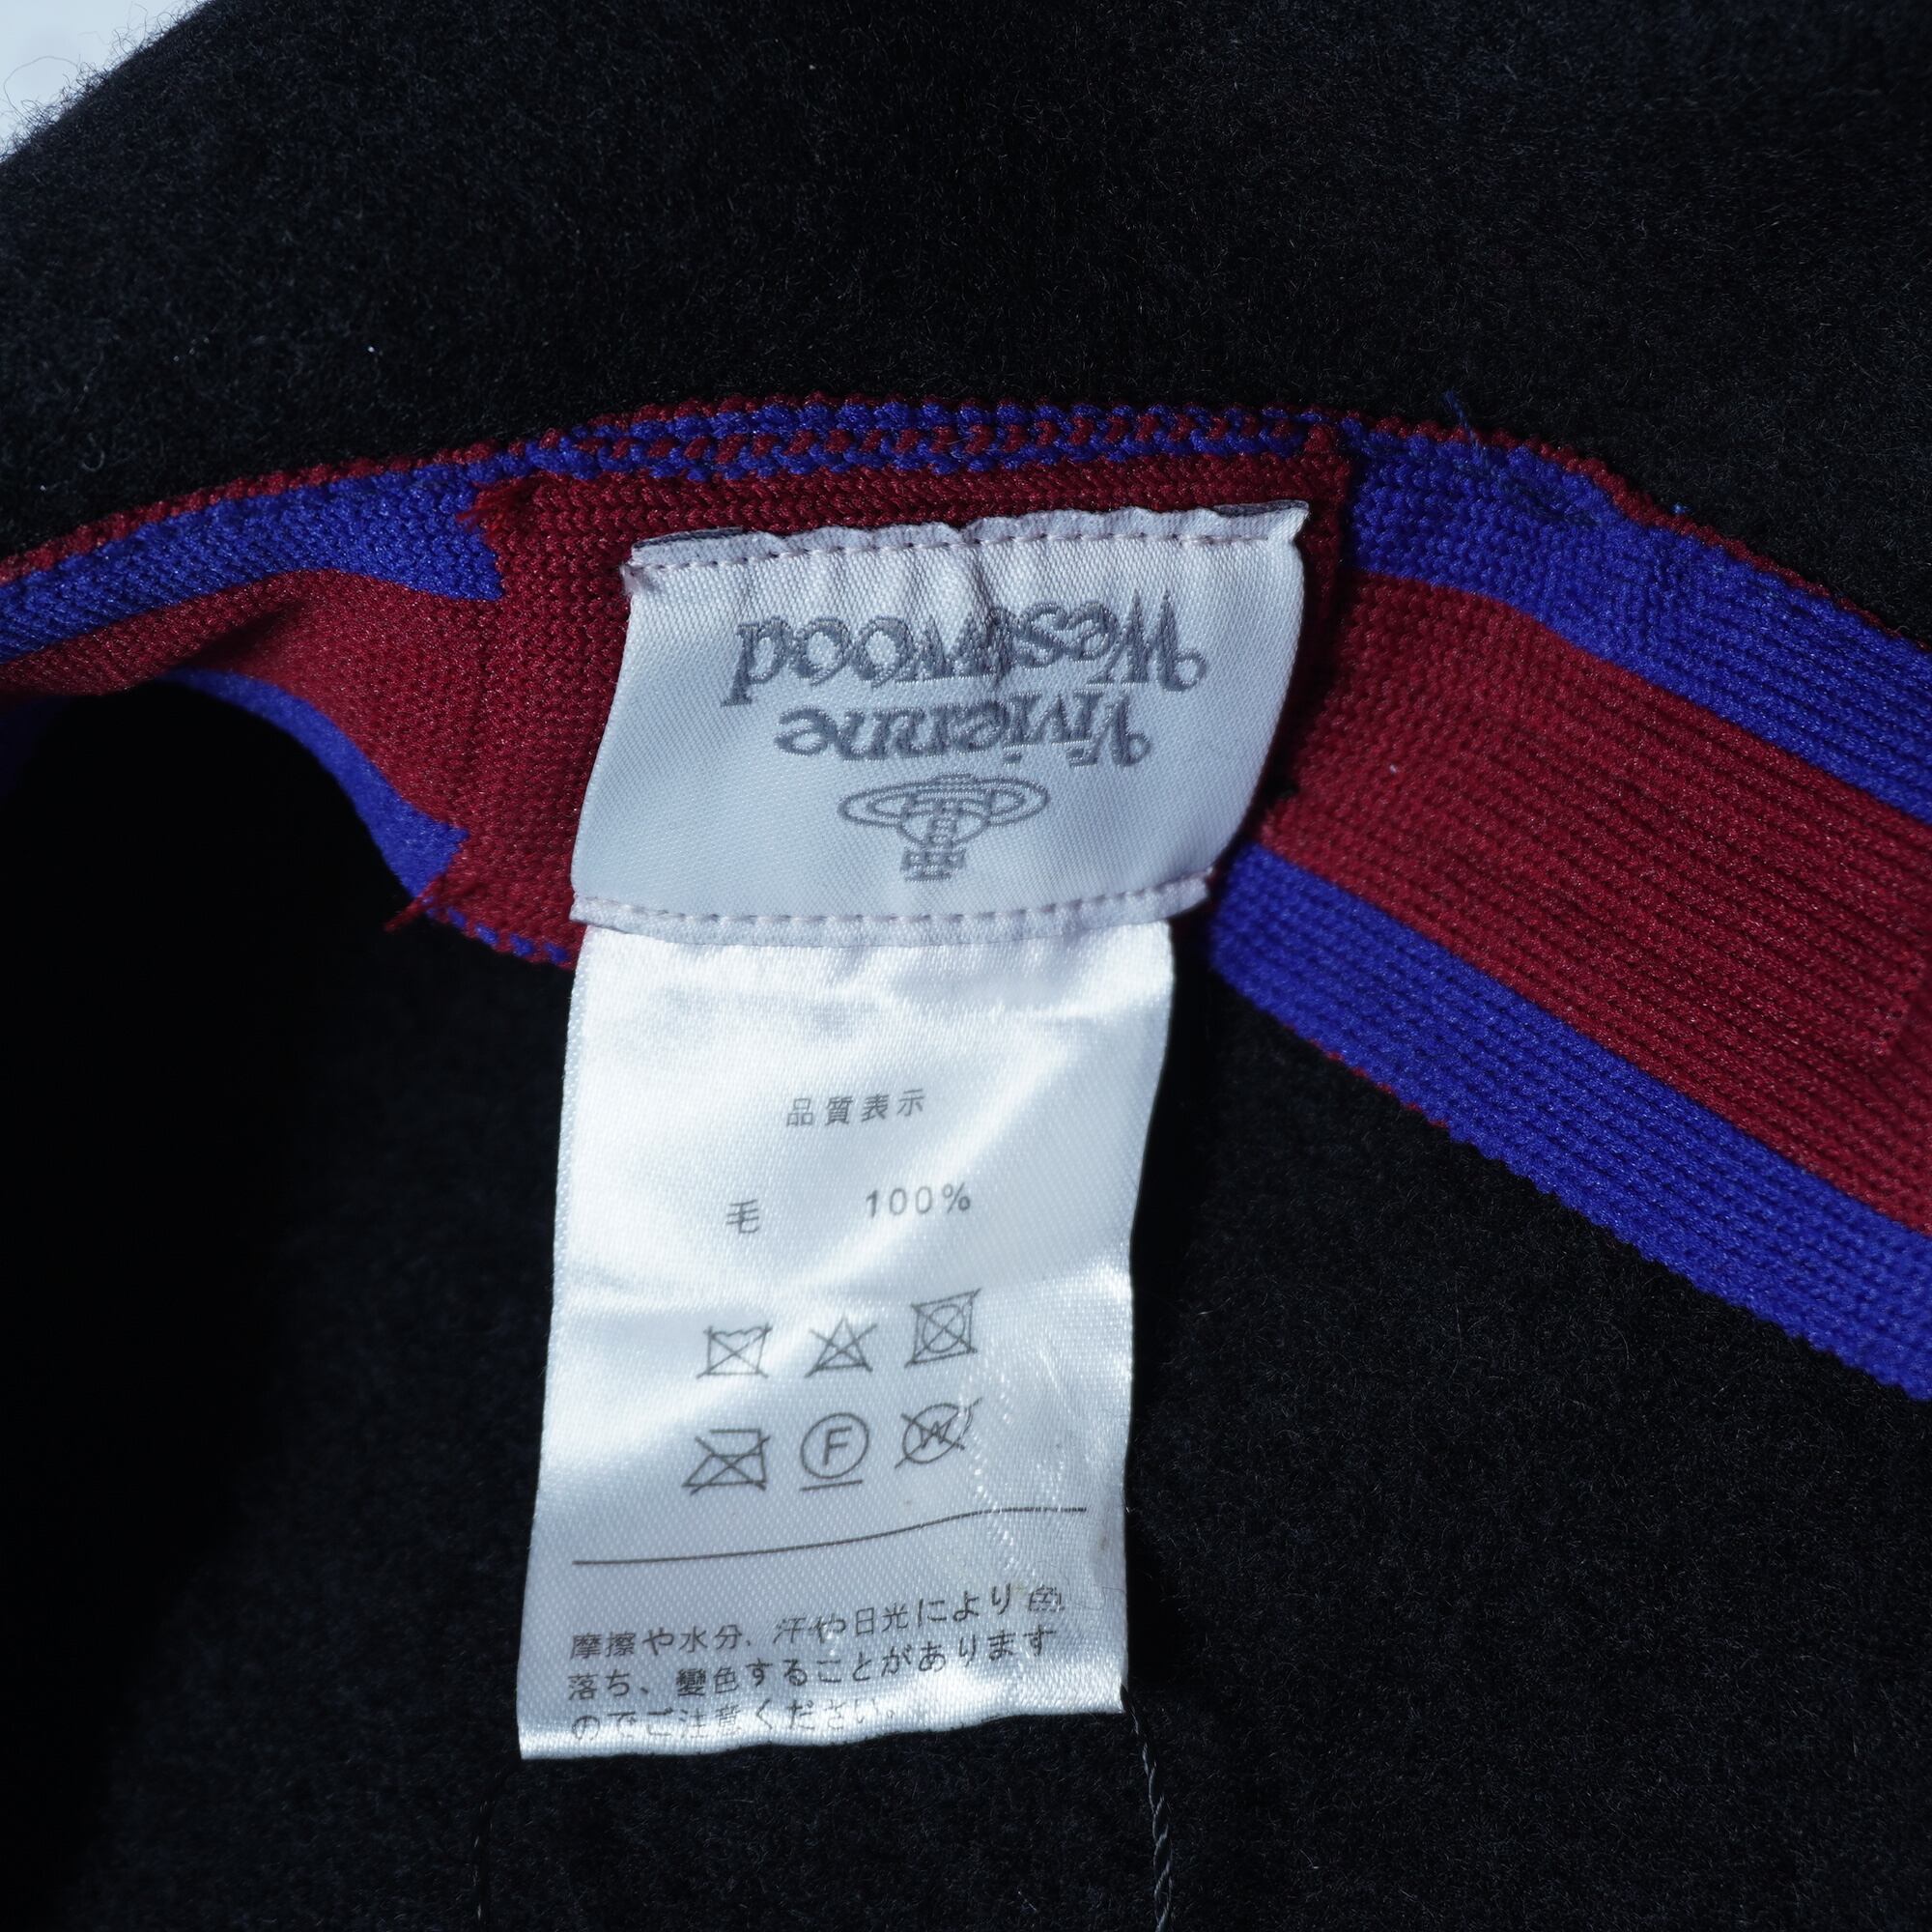 Vivienne
Westwood
品質表示
毛 100%
F
W
摩擦や水分、汗や日光により色
落ち、變色することがあります
のでご注意ください。